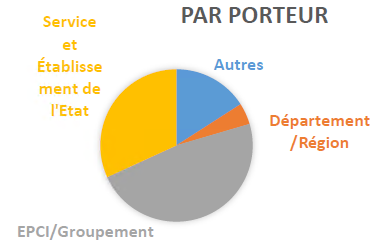 PAR PORTEUR
Service
et
Établisse
ment de
l'Etat
Autres
Département
/Région
EPCI/Groupement